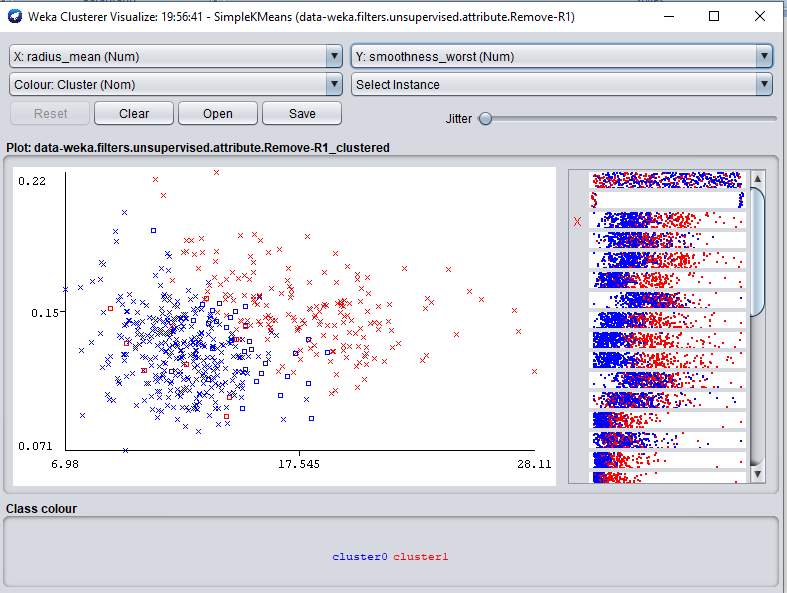 Weka Clusterer Visualize: 19:56:41 - SimpleKMeans (data-weka.filters.unsupervised.attribute.Remove-R1)
X: radius_mean (Num) Y: smoothness_worst (Num)
Colour: Cluster (Nom) Select Instance
Reset Clear Open Save Jitter
Plot: data-weka.filters.unsupervised.attribute.Remove-R1_clustered
0.22
X
0.15
0.071
6.98 17.545 28.11
Class colour
cluster0 cluster1